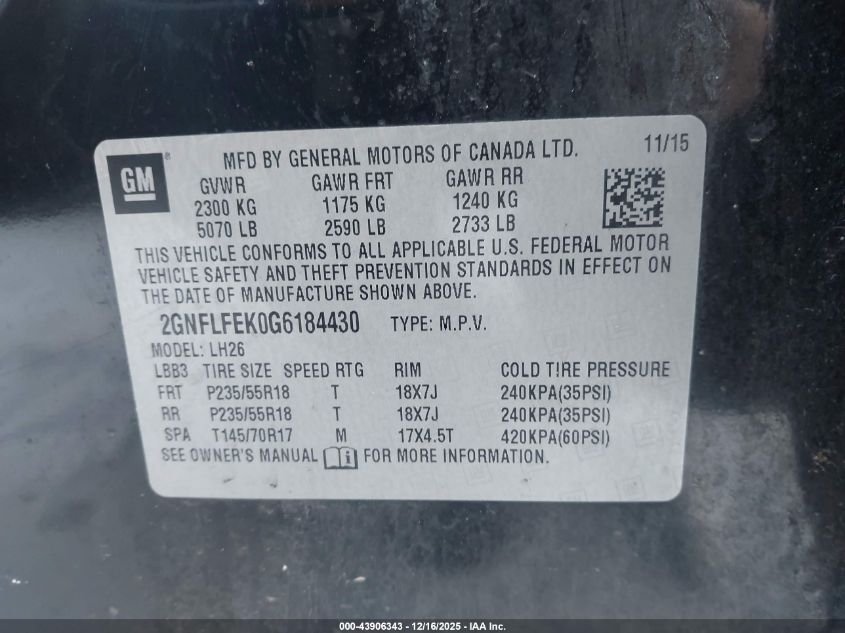 GM
MFD BY GENERAL MOTORS OF CANADA LTD. 11/15
GVWR GAWR FRT GAWR RR
2300 KG 1175 KG 1240 KG
5070 LB 2590 LB 2733 LB
THIS VEHICLE CONFORMS TO ALL APPLICABLE U.S. FEDERAL MOTOR
VEHICLE SAFETY AND THEFT PREVENTION STANDARDS IN EFFECT ON
THE DATE OF MANUFACTURE SHOWN ABOVE.
2GNFLFEK0G6184430 TYPE: M.P.V.
MODEL: LH26
LBB3 TIRE SIZE SPEED RTG RIM COLD TIRE PRESSURE
FRT P235/55R18 T 18X7J 240KPA(35PSI)
RR P235/55R18 T 18X7J 240KPA(35PSI)
SPA T145/70R17 M 17X4.5T 420KPA(60PSI)
SEE OWNER'S MANUAL FOR MORE INFORMATION.
000-43906343 - 12/16/2025 - IAA Inc.